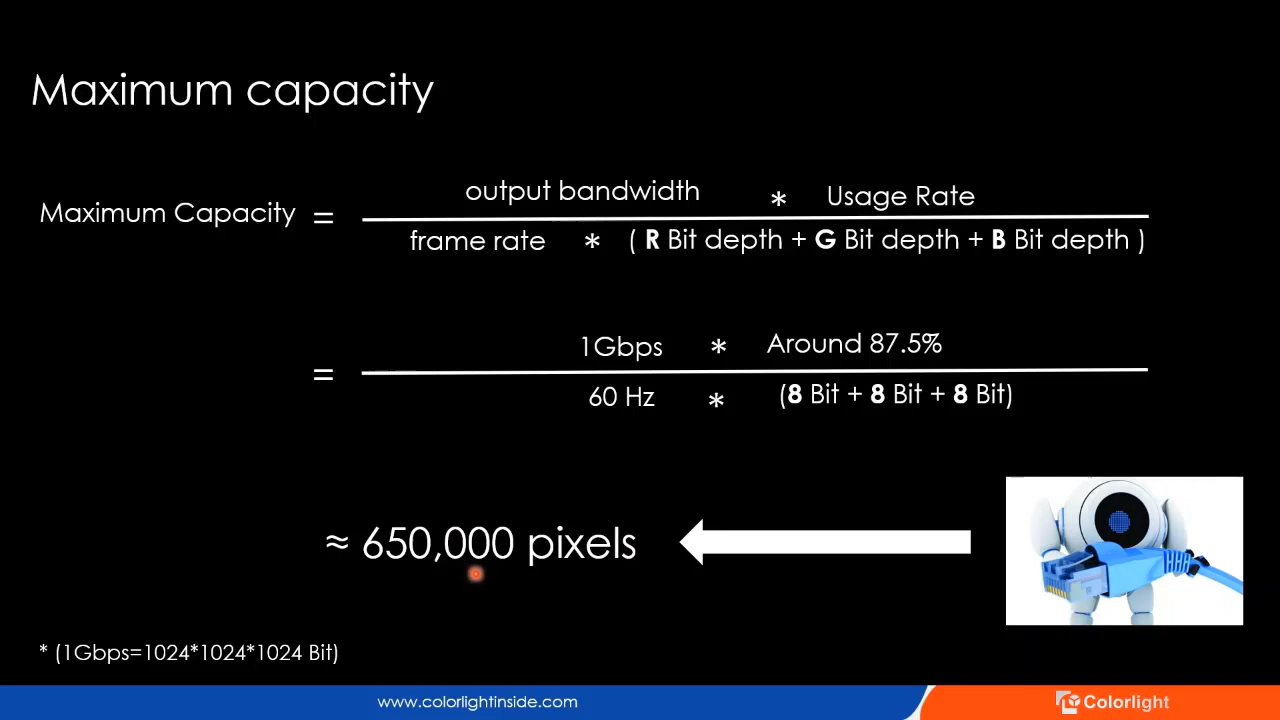 Maximum capacity
output bandwidth * Usage Rate
Maximum Capacity =
frame rate * ( R Bit depth + G Bit depth + B Bit depth )
1Gbps * Around 87.5%
=
60 Hz * (8 Bit + 8 Bit + 8 Bit)
≈ 650,000 pixels
* (1Gbps=1024*1024*1024 Bit)
www.colorlightinside.com
Colorlight